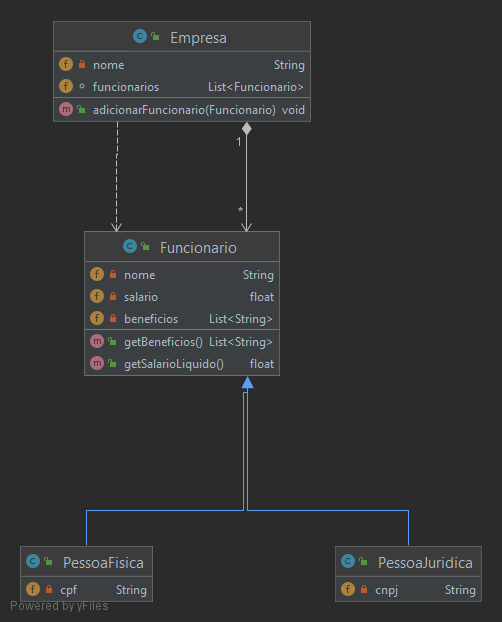 Empresa
nome String
funcionarios List<Funcionario>
adicionarFuncionario(Funcionario) void
1
*
Funcionario
nome String
salario float
beneficios List<String>
getBeneficios() List<String>
getSalarioLiquido() float
PessoaFisica
cpf String
PessoaJuridica
cnpj String
Powered by yFiles